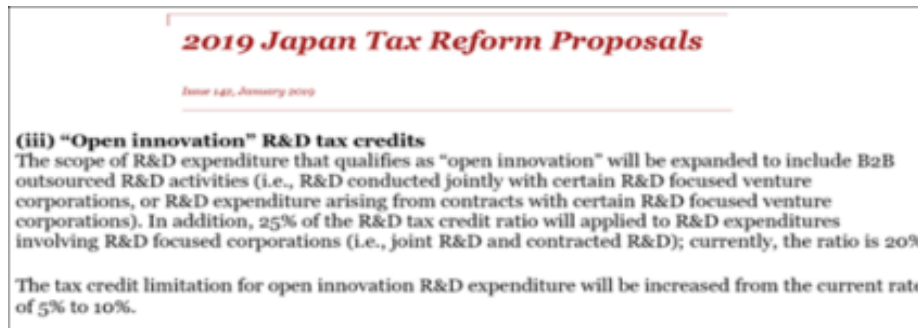 2019 Japan Tax Reform Proposals
Issue 142, January 2019
(iii) “Open innovation” R&D tax credits
The scope of R&D expenditure that qualifies as “open innovation” will be expanded to include B2B
outsourced R&D activities (i.e., R&D conducted jointly with certain R&D focused venture
corporations, or R&D expenditure arising from contracts with certain R&D focused venture
corporations). In addition, 25% of the R&D tax credit ratio will applied to R&D expenditures
involving R&D focused corporations (i.e., joint R&D and contracted R&D); currently, the ratio is 20%
The tax credit limitation for open innovation R&D expenditure will be increased from the current rate
of 5% to 10%.